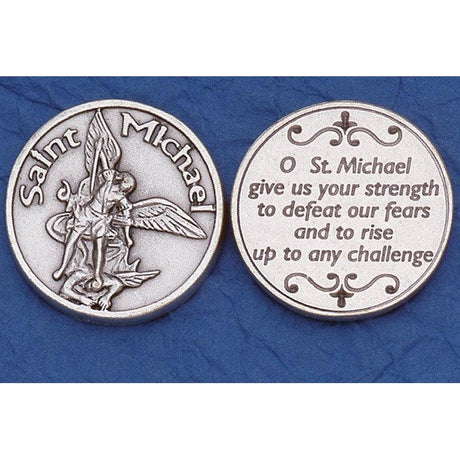 Saint Michael
O St. Michael
give us your strength
to defeat our fears
and to rise
up to any challenge